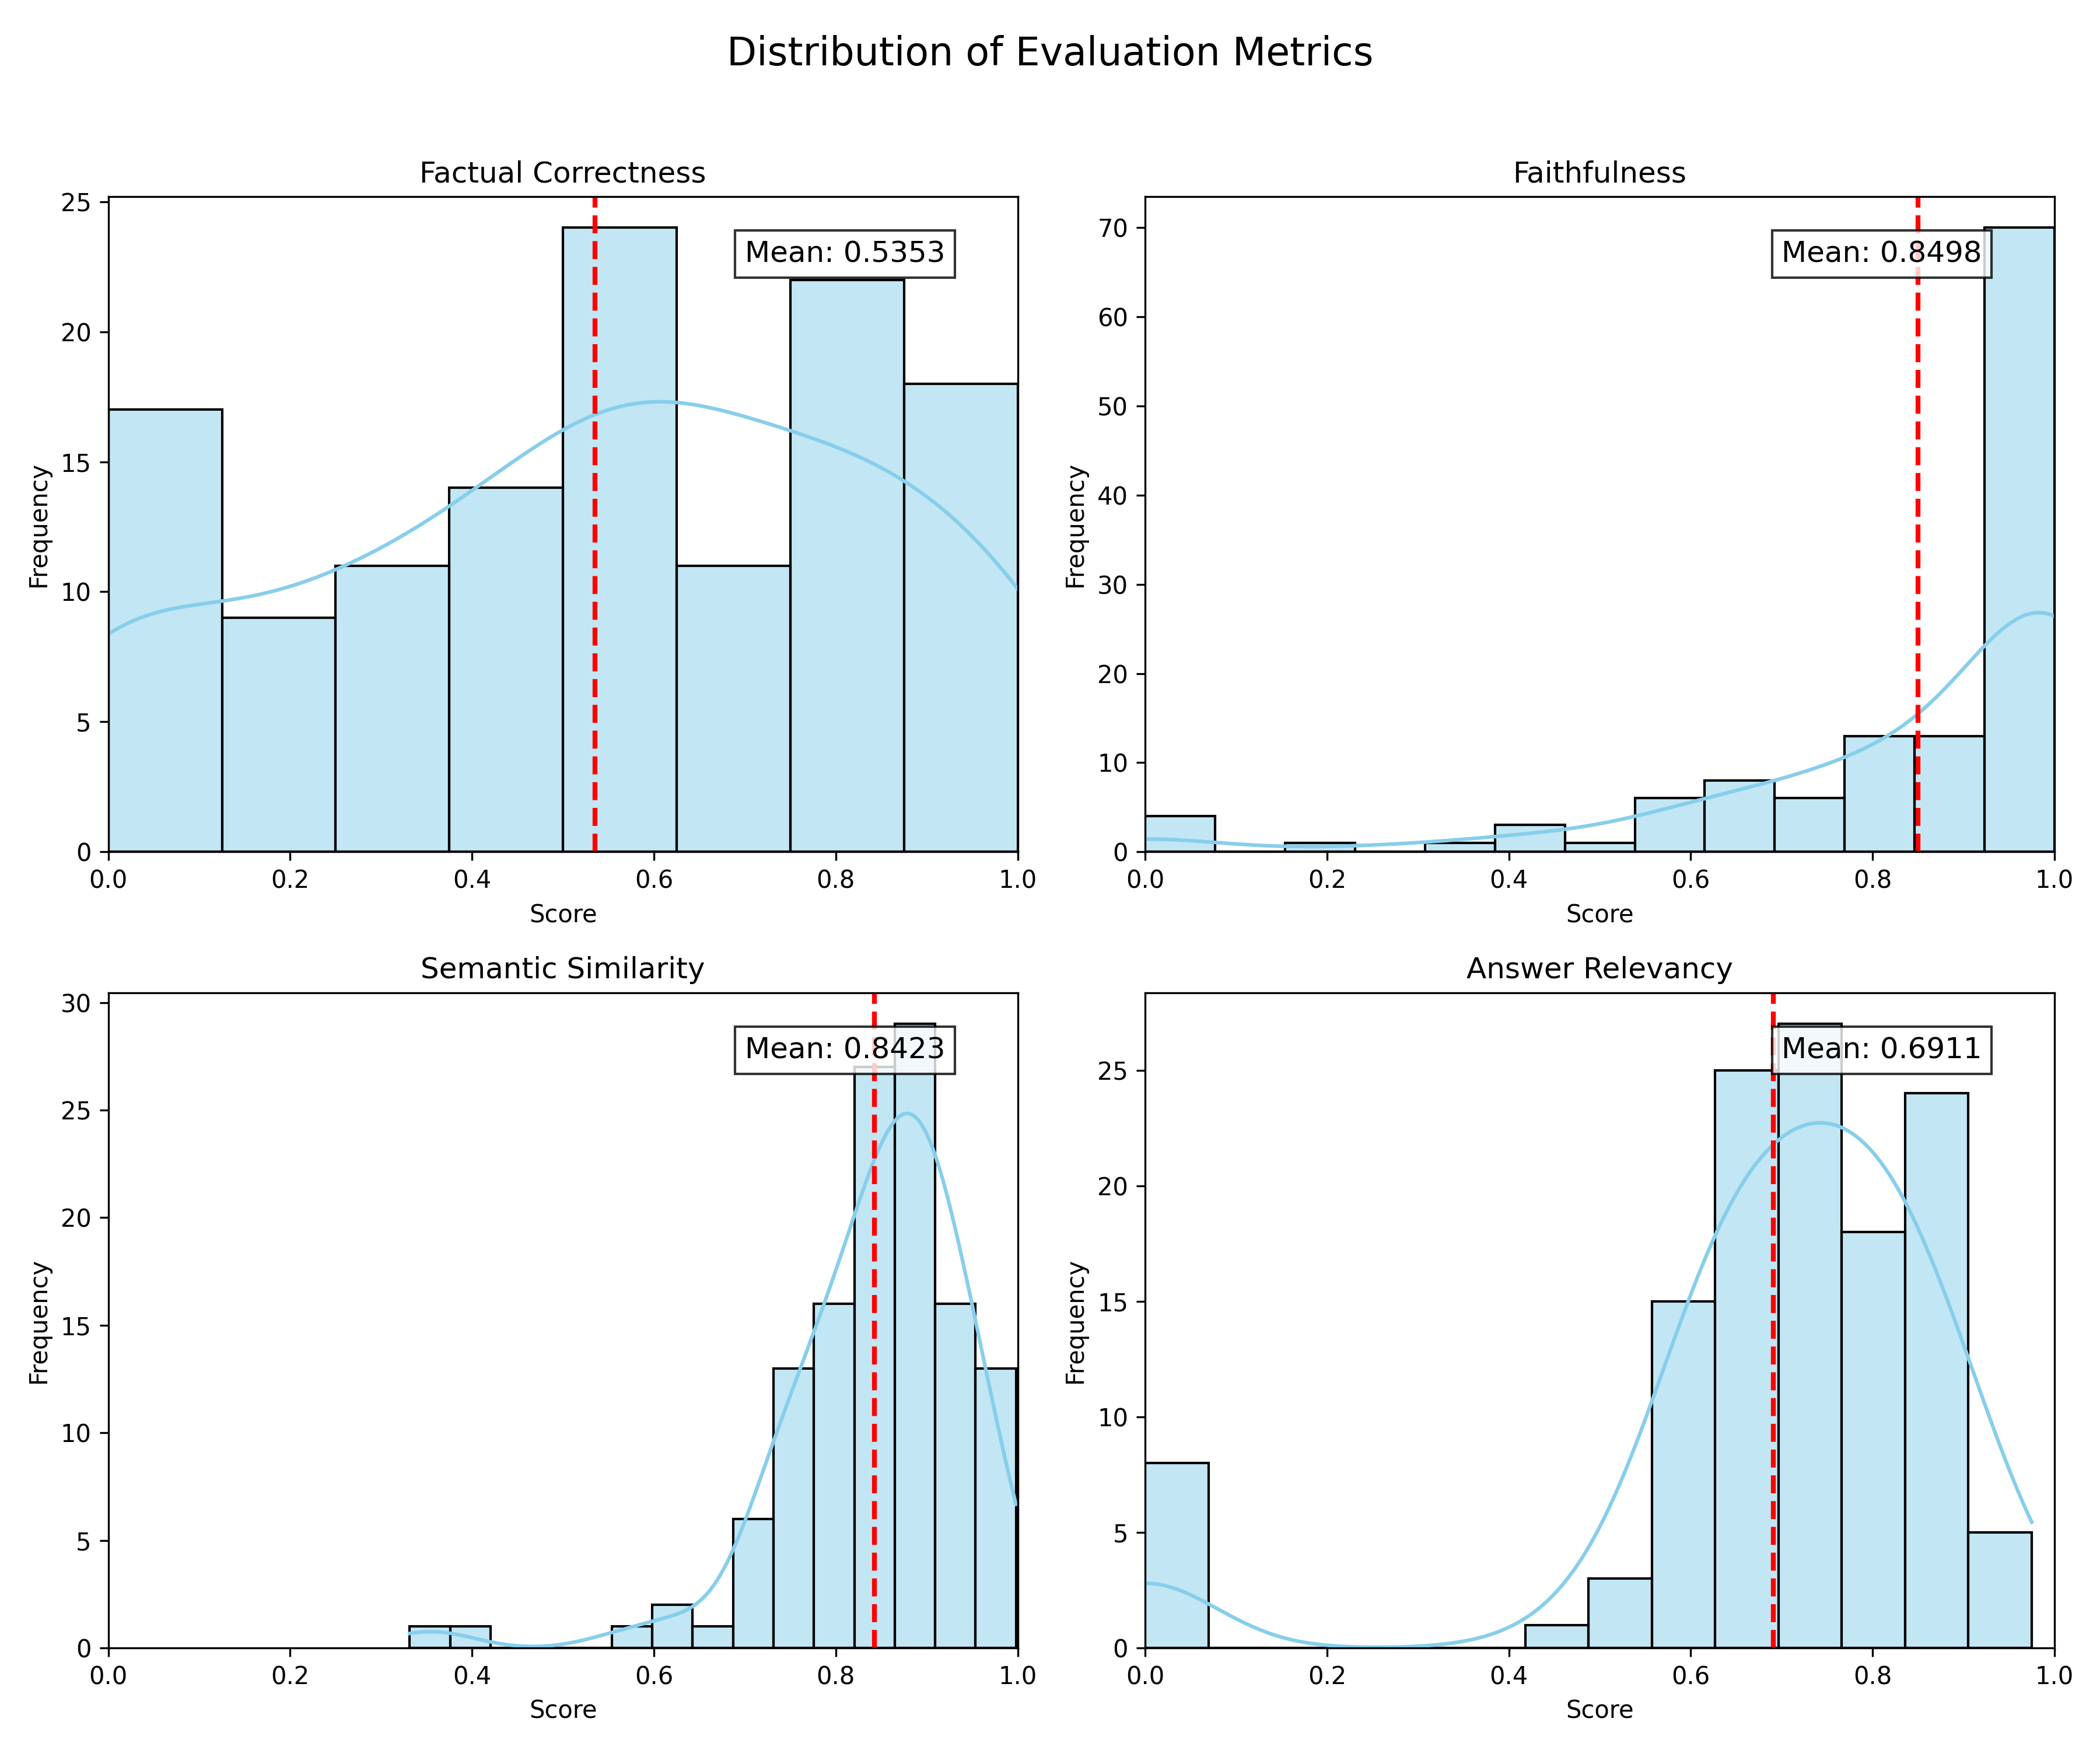 Distribution of Evaluation Metrics
Factual Correctness
Mean: 0.5353
Frequency
25
20
15
10
5
0
0.0 0.2 0.4 0.6 0.8 1.0
Score
Faithfulness
Mean: 0.8498
Frequency
70
60
50
40
30
20
10
0
0.0 0.2 0.4 0.6 0.8 1.0
Score
Semantic Similarity
Mean: 0.8423
Frequency
30
25
20
15
10
5
0
0.0 0.2 0.4 0.6 0.8 1.0
Score
Answer Relevancy
Mean: 0.6911
Frequency
25
20
15
10
5
0
0.0 0.2 0.4 0.6 0.8 1.0
Score